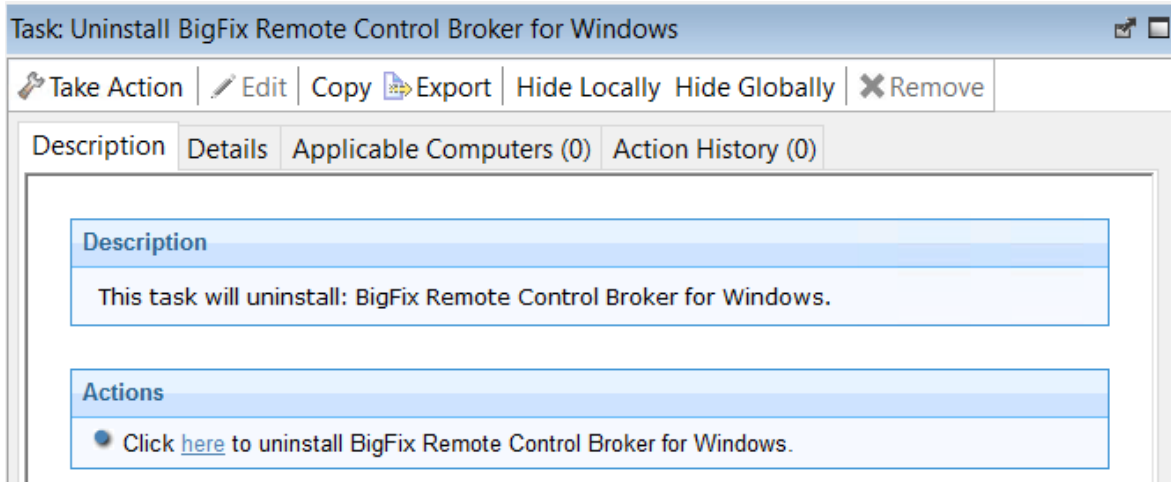 Task: Uninstall BigFix Remote Control Broker for Windows
Take Action Edit Copy Export Hide Locally Hide Globally Remove
Description Details Applicable Computers (0) Action History (0)
Description
This task will uninstall: BigFix Remote Control Broker for Windows.
Actions
Click here to uninstall BigFix Remote Control Broker for Windows.